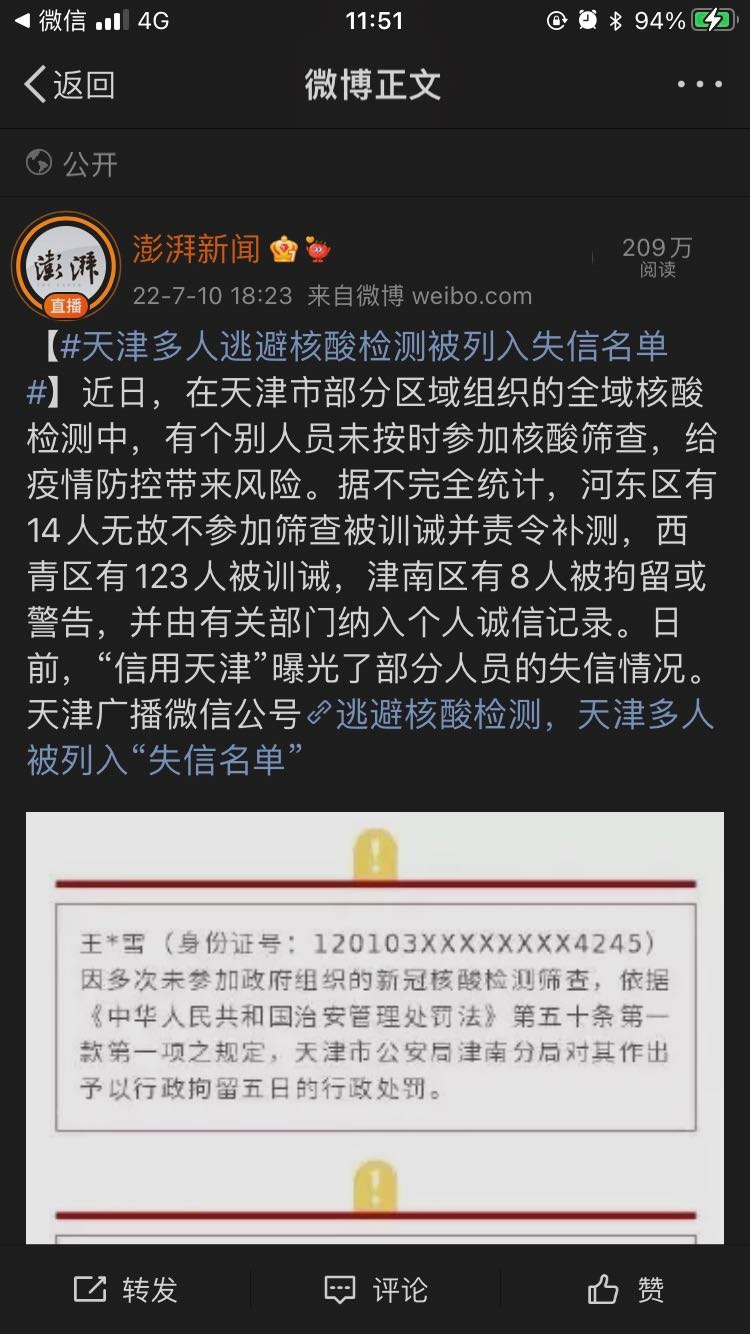 微信 4G 11:51 94%
返回 微博正文
公开
澎湃新闻 209万
阅读
澎湃
直播
22-7-10 18:23 来自微博 weibo.com
【#天津多人逃避核酸检测被列入失信名单
#】近日，在天津市部分区域组织的全域核酸
检测中，有个别人员未按时参加核酸筛查，给
疫情防控带来风险。据不完全统计，河东区有
14人无故不参加筛查被训诫并责令补测，西
青区有123人被训诫，津南区有8人被拘留或
警告，并由有关部门纳入个人诚信记录。日
前，“信用天津”曝光了部分人员的失信情况。
天津广播微信公号逃避核酸检测，天津多人
被列入“失信名单”
王*雪（身份证号：120103XXXXXXXX4245）
因多次未参加政府组织的新冠核酸检测筛查，依据
《中华人民共和国治安管理处罚法》第五十条第一
款第一项之规定，天津市公安局津南分局对其作出
予以行政拘留五日的行政处罚。
转发 评论 赞